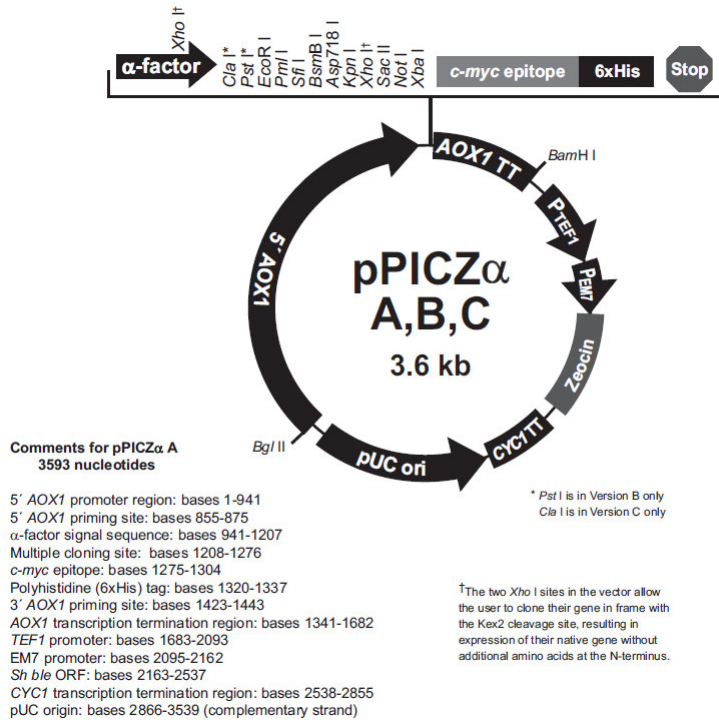 Xho I†
α-factor
Cla I*
Pst I*
EcoR I
Pml I
Sfi I
BsmB I
Asp718 I
Kpn I
Xho I†
Sac II
Not I
Xba I
c-myc epitope
6xHis
Stop
AOX1 TT
BamH I
PTEF1
PEM7
Zeocin
CYC1 TT
pUC ori
Bgl II
5´ AOX1
pPICZα
A,B,C
3.6 kb
Comments for pPICZα A
3593 nucleotides
5´ AOX1 promoter region: bases 1-941
5´ AOX1 priming site: bases 855-875
α-factor signal sequence: bases 941-1207
Multiple cloning site: bases 1208-1276
c-myc epitope: bases 1275-1304
Polyhistidine (6xHis) tag: bases 1320-1337
3´ AOX1 priming site: bases 1423-1443
AOX1 transcription termination region: bases 1341-1682
TEF1 promoter: bases 1683-2093
EM7 promoter: bases 2095-2162
Sh ble ORF: bases 2163-2537
CYC1 transcription termination region: bases 2538-2855
pUC origin: bases 2866-3539 (complementary strand)
* Pst I is in Version B only
Cla I is in Version C only
†The two Xho I sites in the vector allow
the user to clone their gene in frame with
the Kex2 cleavage site, resulting in
expression of their native gene without
additional amino acids at the N-terminus.